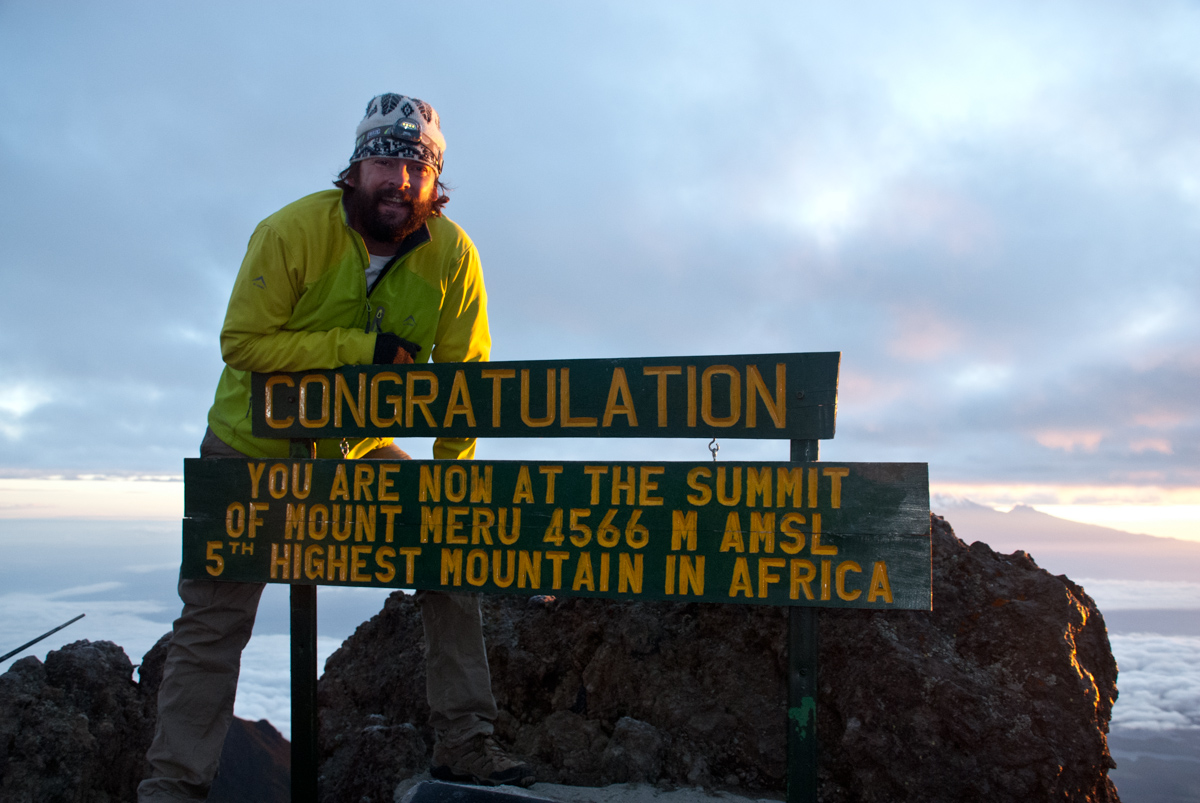 CONGRATULATION
YOU ARE NOW AT THE SUMMIT
OF MOUNT MERU 4566 M AMSL
5TH HIGHEST MOUNTAIN IN AFRICA